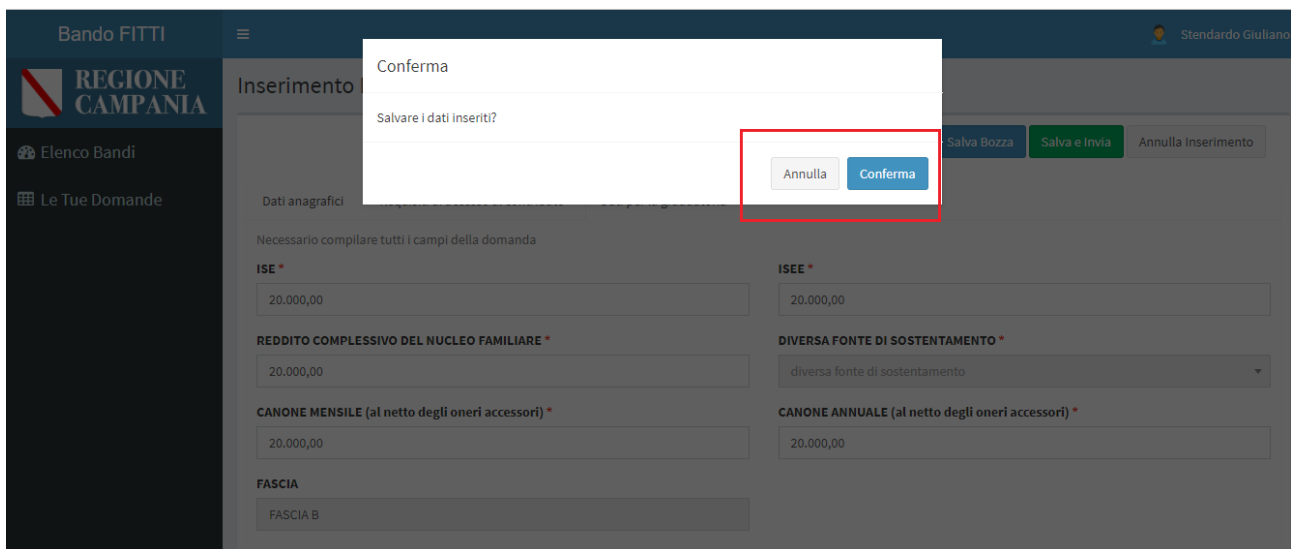 Bando FITTI
Stendardo Giuliano
REGIONE
CAMPANIA
Inserimento
Conferma
Salvare i dati inseriti?
Annulla
Conferma
Salva Bozza
Salva e Invia
Annulla Inserimento
Elenco Bandi
Le Tue Domande
Dati anagrafici
Necessario compilare tutti i campi della domanda
ISE *
ISEE *
20.000,00
20.000,00
REDDITO COMPLESSIVO DEL NUCLEO FAMILIARE *
DIVERSA FONTE DI SOSTENTAMENTO *
20.000,00
diversa fonte di sostentamento
CANONE MENSILE (al netto degli oneri accessori) *
CANONE ANNUALE (al netto degli oneri accessori) *
20.000,00
20.000,00
FASCIA
FASCIA B